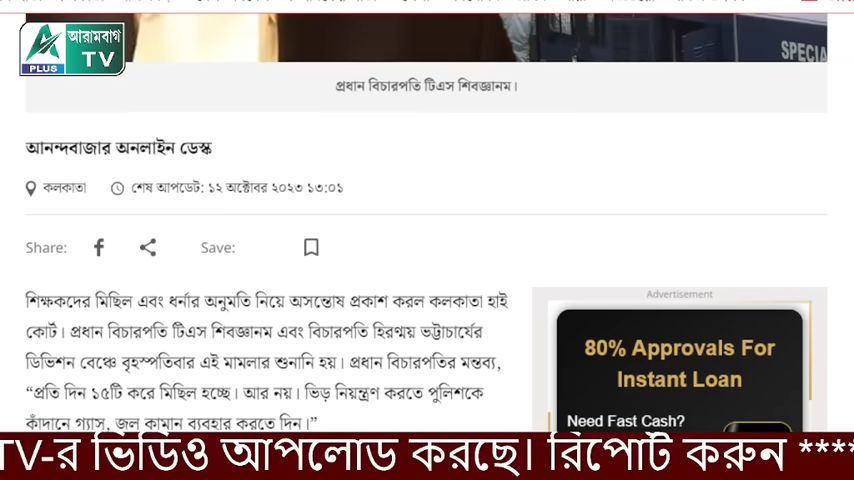 SPECIA
আরামবাগ
TV
PLUS
প্রধান বিচারপতি টিএস শিবজ্ঞানম।
আনন্দবাজার অনলাইন ডেস্ক
কলকাতা শেষ আপডেট: ১২ অক্টোবর ২০২৩ ১৩:০১
Share: Save:
শিক্ষকদের মিছিল এবং ধর্নার অনুমতি নিয়ে অসন্তোষ প্রকাশ করল কলকাতা হাই
কোর্ট। প্রধান বিচারপতি টিএস শিবজ্ঞানম এবং বিচারপতি হিরণ্ময় ভট্টাচার্যের
ডিভিশন বেঞ্চে বৃহস্পতিবার এই মামলার শুনানি হয়। প্রধান বিচারপতির মন্তব্য,
“প্রতি দিন ১৫টি করে মিছিল হচ্ছে। আর নয়। ভিড় নিয়ন্ত্রণ করতে পুলিশকে
কাঁদানে গ্যাস, জল কামান ব্যবহার করতে দিন।”
Advertisement
80% Approvals For
Instant Loan
Need Fast Cash?
TV-র ভিডিও আপলোড করছে। রিপোর্ট করুন ****